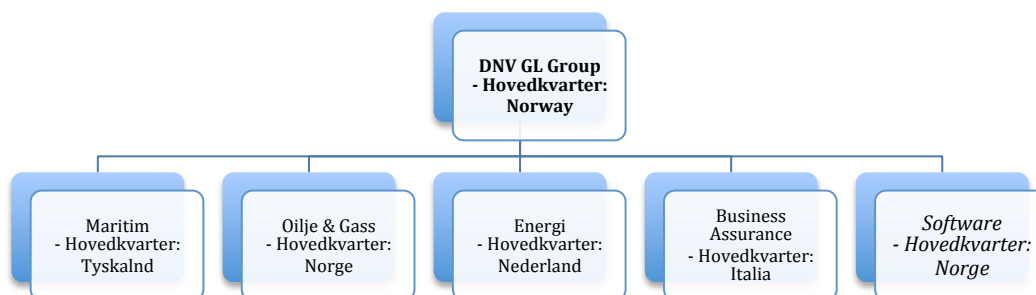 DNV GL Group
- Hovedkvarter:
Norway
Maritim
- Hovedkvarter:
Tyskalnd
Oilje & Gass
- Hovedkvarter:
Norge
Energi
- Hovedkvarter:
Nederland
Business
Assurance
- Hovedkvarter:
Italia
Software
- Hovedkvarter:
Norge